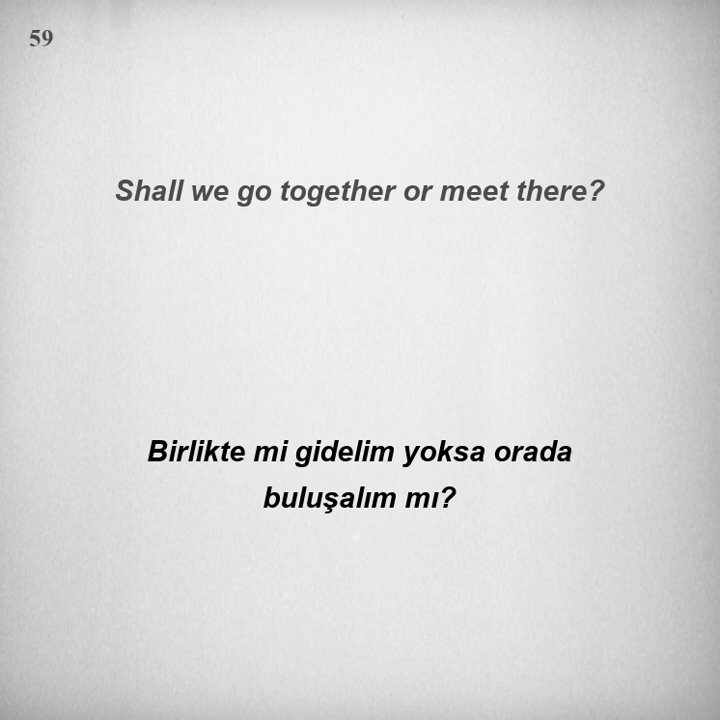 59
Shall we go together or meet there?
Birlikte mi gidelim yoksa orada
buluşalım mı?